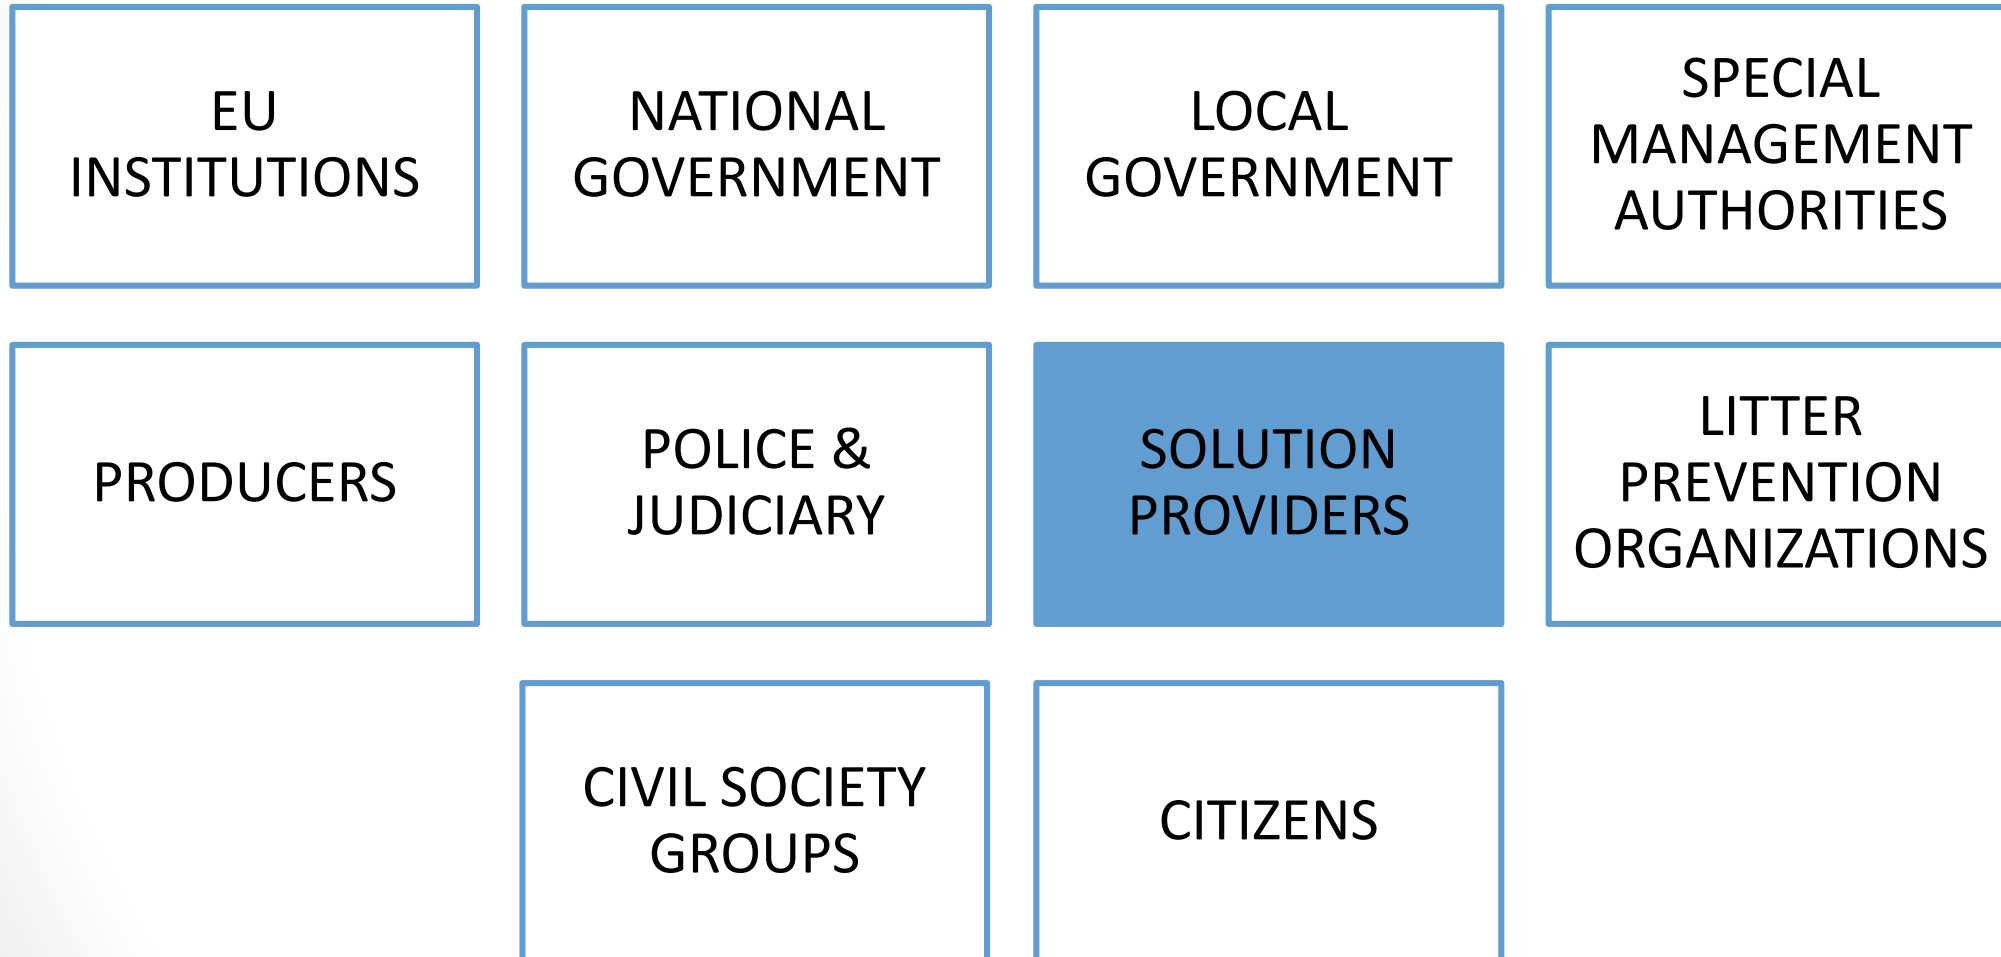 EU
INSTITUTIONS
NATIONAL
GOVERNMENT
LOCAL
GOVERNMENT
SPECIAL
MANAGEMENT
AUTHORITIES
PRODUCERS
POLICE &
JUDICIARY
SOLUTION
PROVIDERS
LITTER
PREVENTION
ORGANIZATIONS
CIVIL SOCIETY
GROUPS
CITIZENS